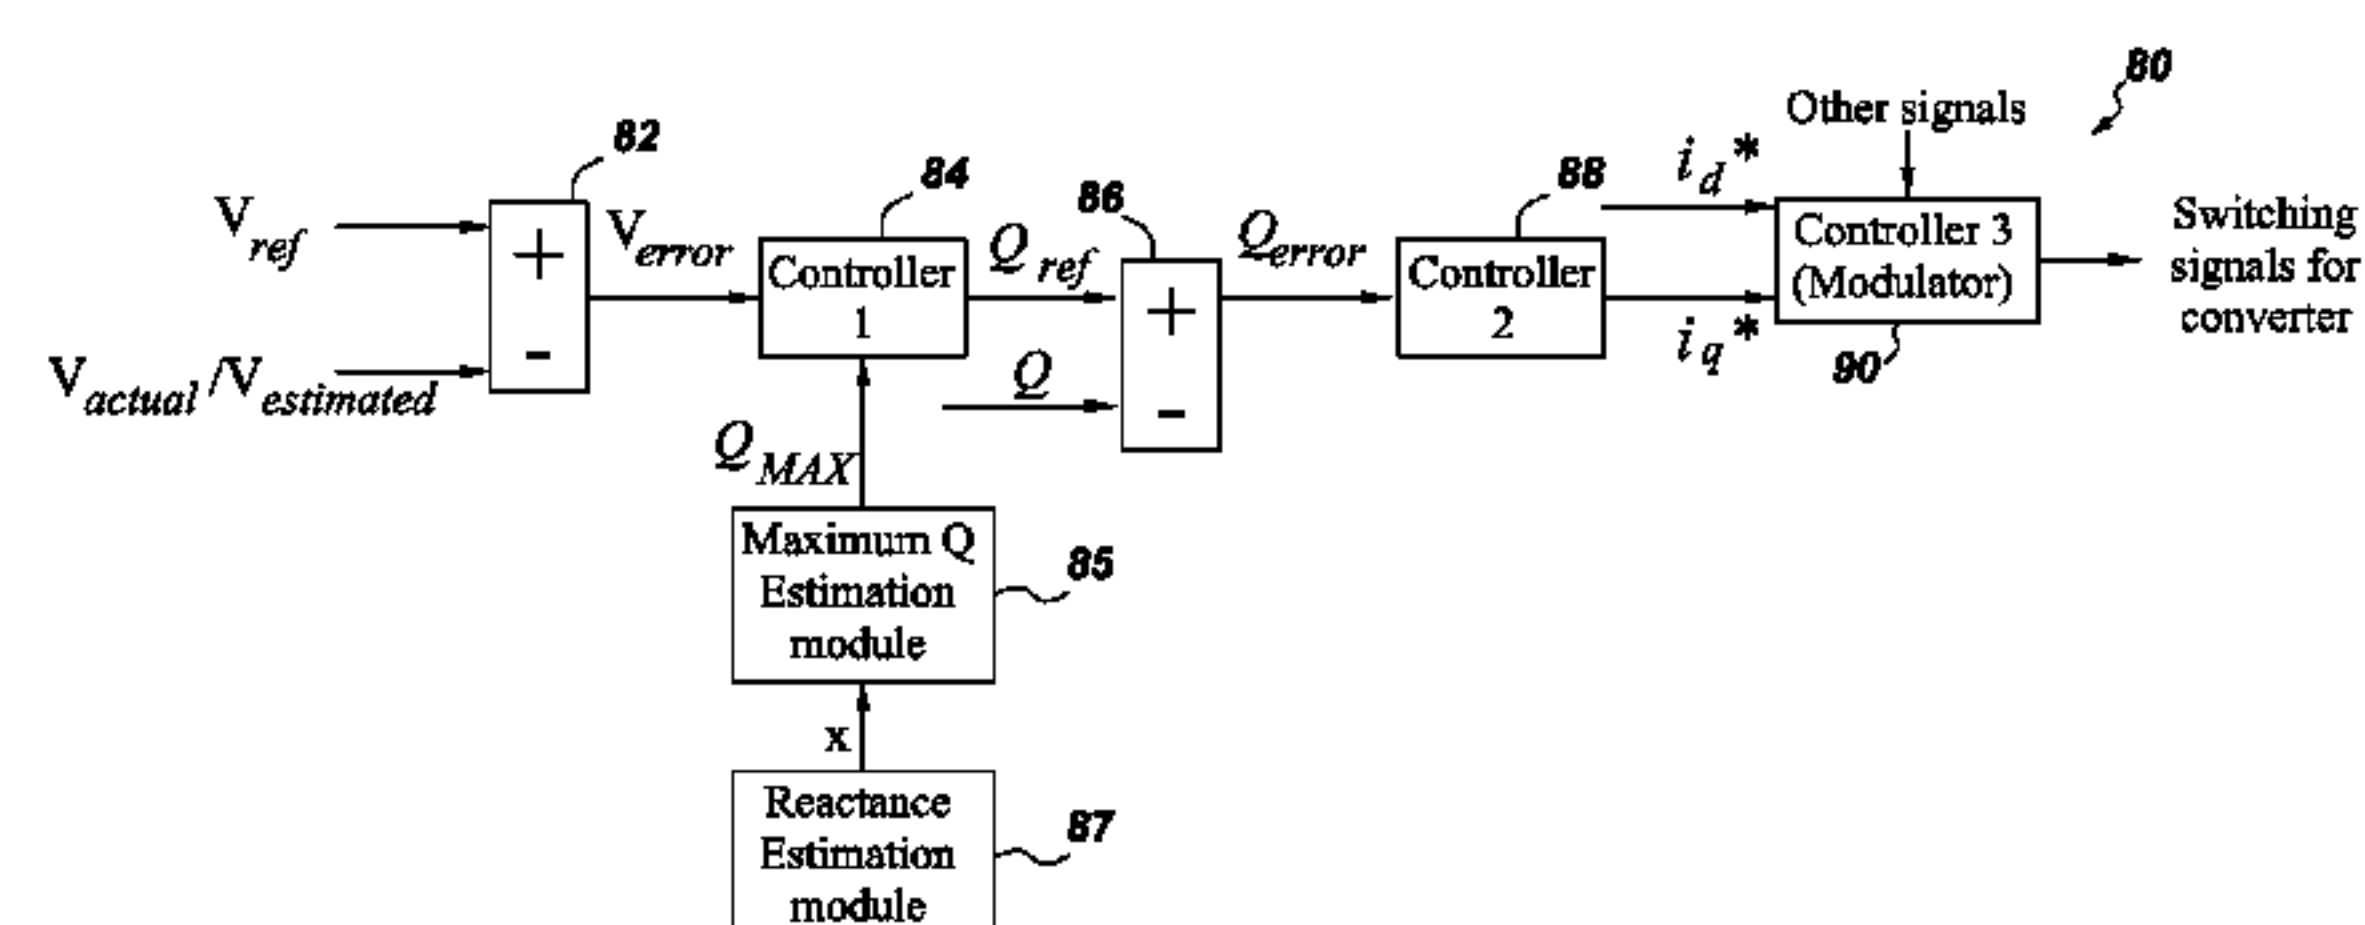 80
Other signals
82
i_d*
84
88
86
V_ref
+
V_error
Controller
1
Q_ref
Q_error
Controller
2
Controller 3
(Modulator)
Switching
signals for
converter
+
-
V_actual/V_estimated
Q
-
i_q*
90
Q_MAX
Maximum Q
Estimation
module
85
x
Reactance
Estimation
module
87